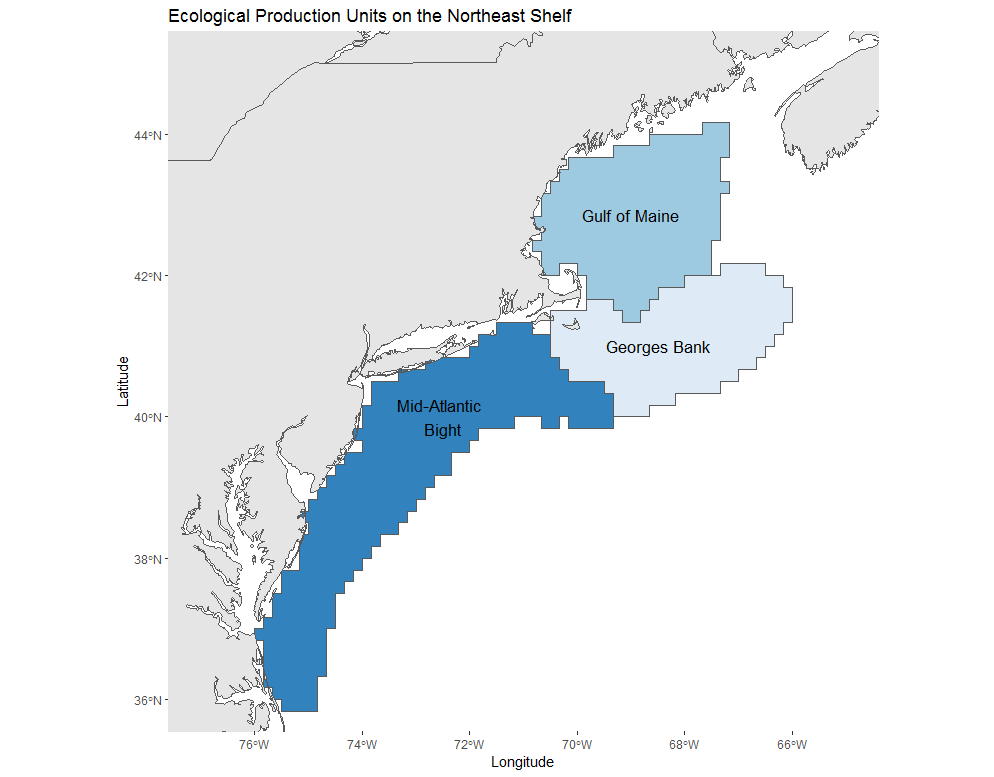 Ecological Production Units on the Northeast Shelf
44°N
42°N
40°N
38°N
36°N
Latitude
Gulf of Maine
Georges Bank
Mid-Atlantic
Bight
76°W
74°W
72°W
70°W
68°W
66°W
Longitude